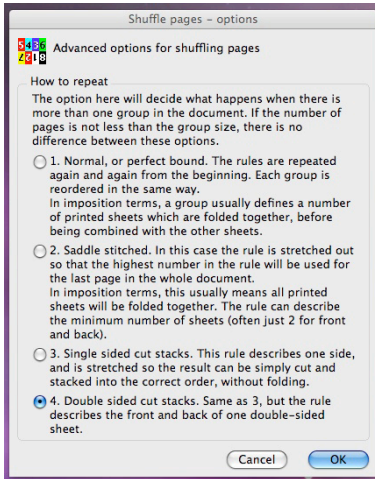 Shuffle pages - options
5436
Advanced options for shuffling pages
How to repeat
The option here will decide what happens when there is
more than one group in the document. If the number of
pages is not less than the group size, there is no
difference between these options.
1. Normal, or perfect bound. The rules are repeated
again and again from the beginning. Each group is
reordered in the same way.
In imposition terms, a group usually defines a number
of printed sheets which are folded together, before
being combined with the other sheets.
2. Saddle stitched. In this case the rule is stretched out
so that the highest number in the rule will be used for
the last page in the whole document.
In imposition terms, this usually means all printed
sheets will be folded together. The rule can describe
the minimum number of sheets (often just 2 for front
and back).
3. Single sided cut stacks. This rule describes one side,
and is stretched so the result can be simply cut and
stacked into the correct order, without folding.
4. Double sided cut stacks. Same as 3, but the rule
describes the front and back of one double-sided
sheet.
Cancel
OK